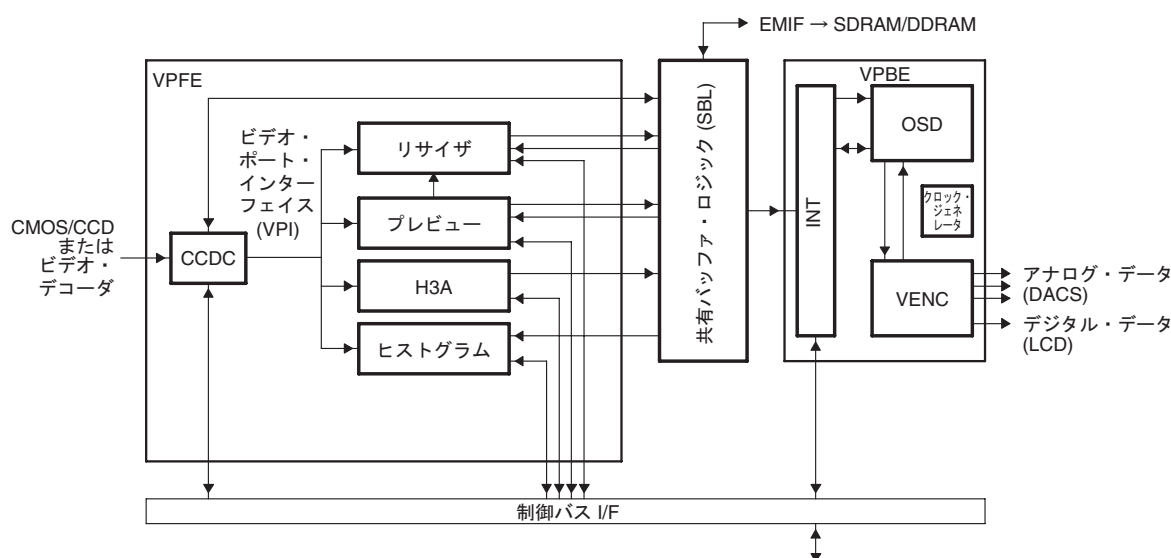 EMIF → SDRAM/DDRAM
VPFE
ビデオ・
ポート・
インター
フェイス
(VPI)
CMOS/CCD
または
ビデオ・
デコーダ
CCDC
リサイザ
プレビュー
H3A
ヒストグラム
共有バッファ・ロジック (SBL)
VPBE
INT
OSD
クロック・
ジェネ
レータ
VENC
アナログ・データ
(DACS)
デジタル・データ
(LCD)
制御バス I/F